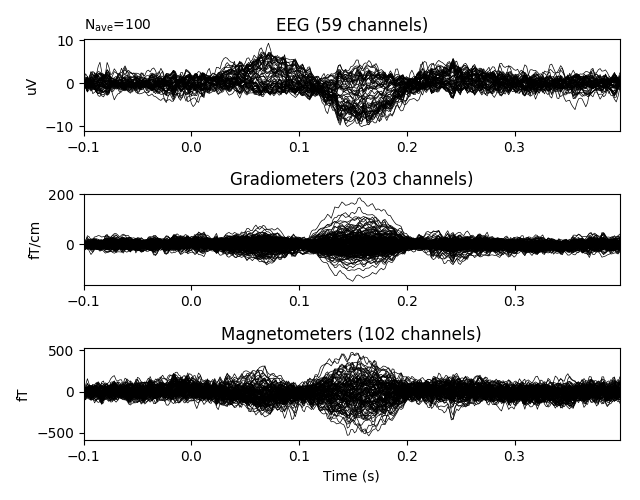 Nave=100
EEG (59 channels)
10
0
−10
uV
−0.1 0.0 0.1 0.2 0.3
Gradiometers (203 channels)
200
0
fT/cm
−0.1 0.0 0.1 0.2 0.3
Magnetometers (102 channels)
500
0
−500
fT
−0.1 0.0 0.1 0.2 0.3
Time (s)